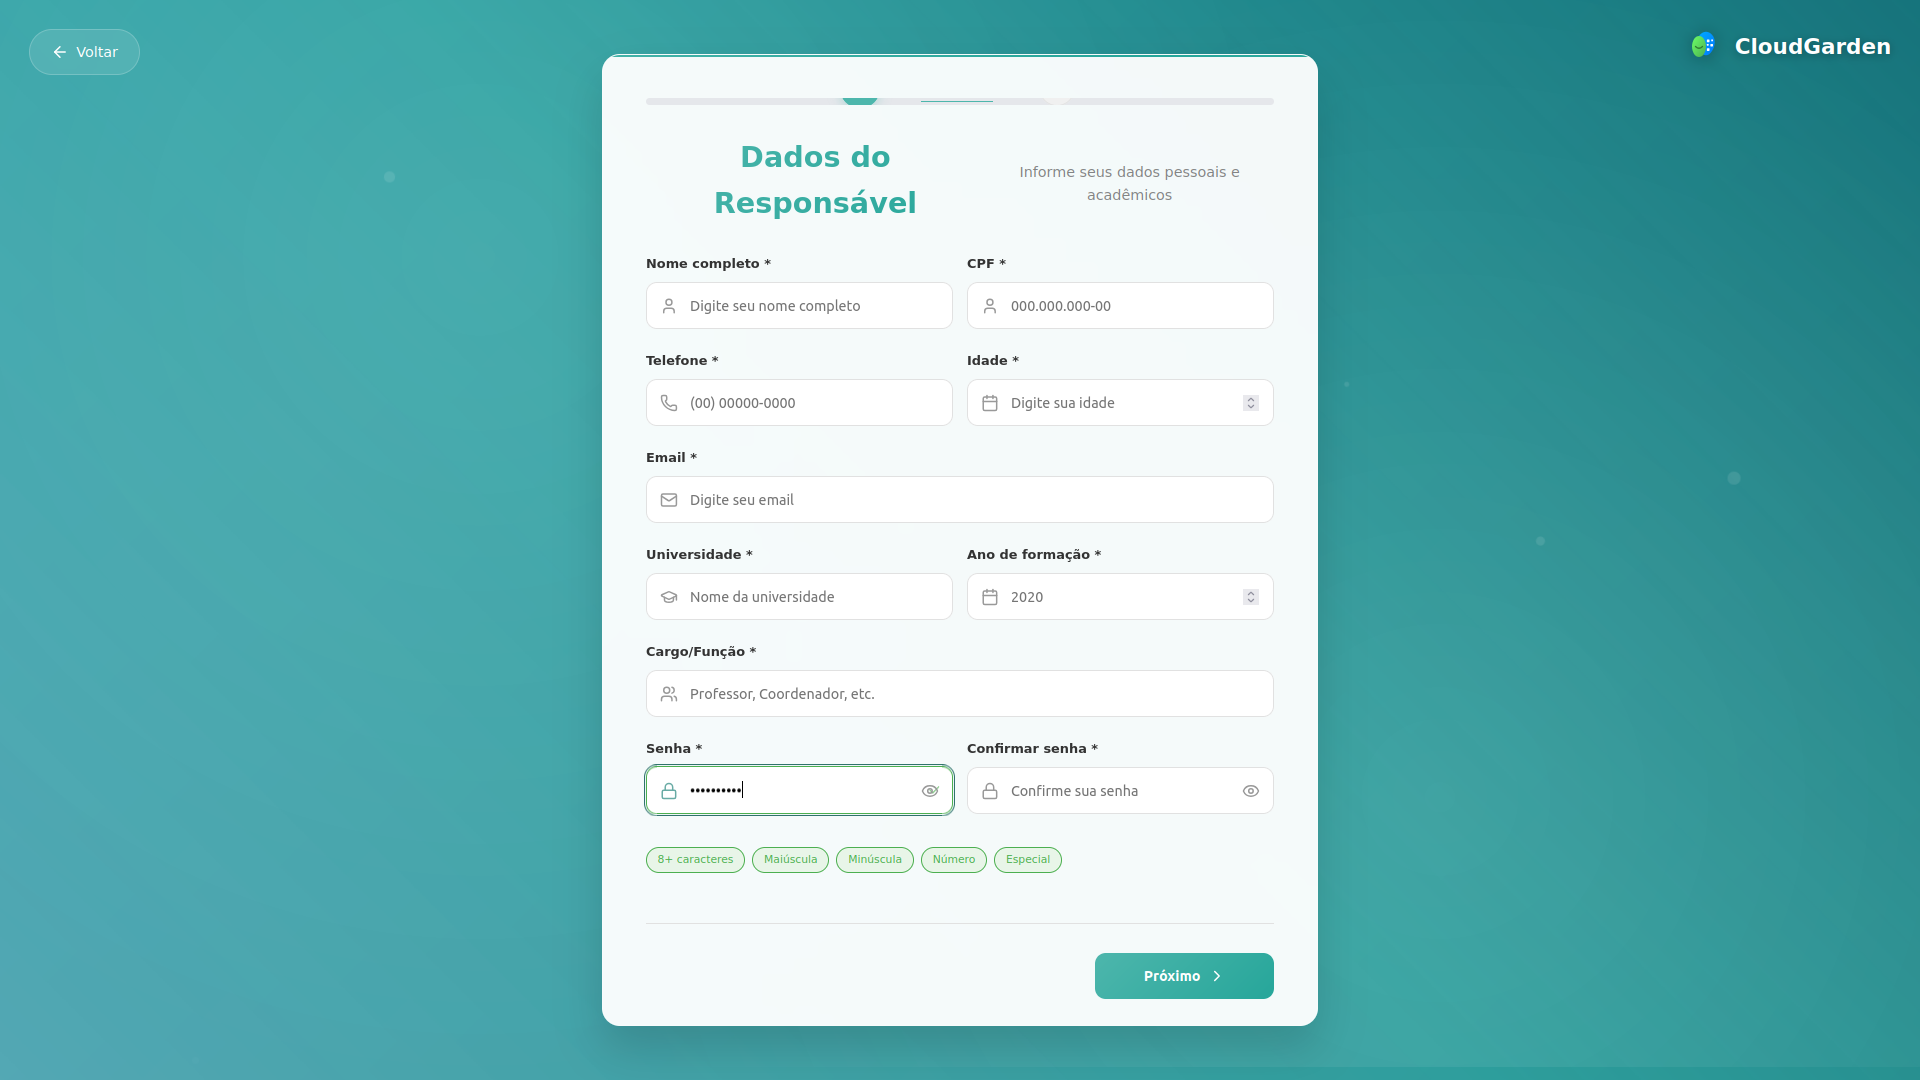 Voltar
CloudGarden
Dados do
Responsável
Informe seus dados pessoais e
acadêmicos
Nome completo *
CPF *
Digite seu nome completo
000.000.000-00
Telefone *
Idade *
(00) 00000-0000
Digite sua idade
Email *
Digite seu email
Universidade *
Ano de formação *
Nome da universidade
2020
Cargo/Função *
Professor, Coordenador, etc.
Senha *
Confirmar senha *
••••••••••
Confirme sua senha
8+ caracteres
Maiúscula
Minúscula
Número
Especial
Próximo